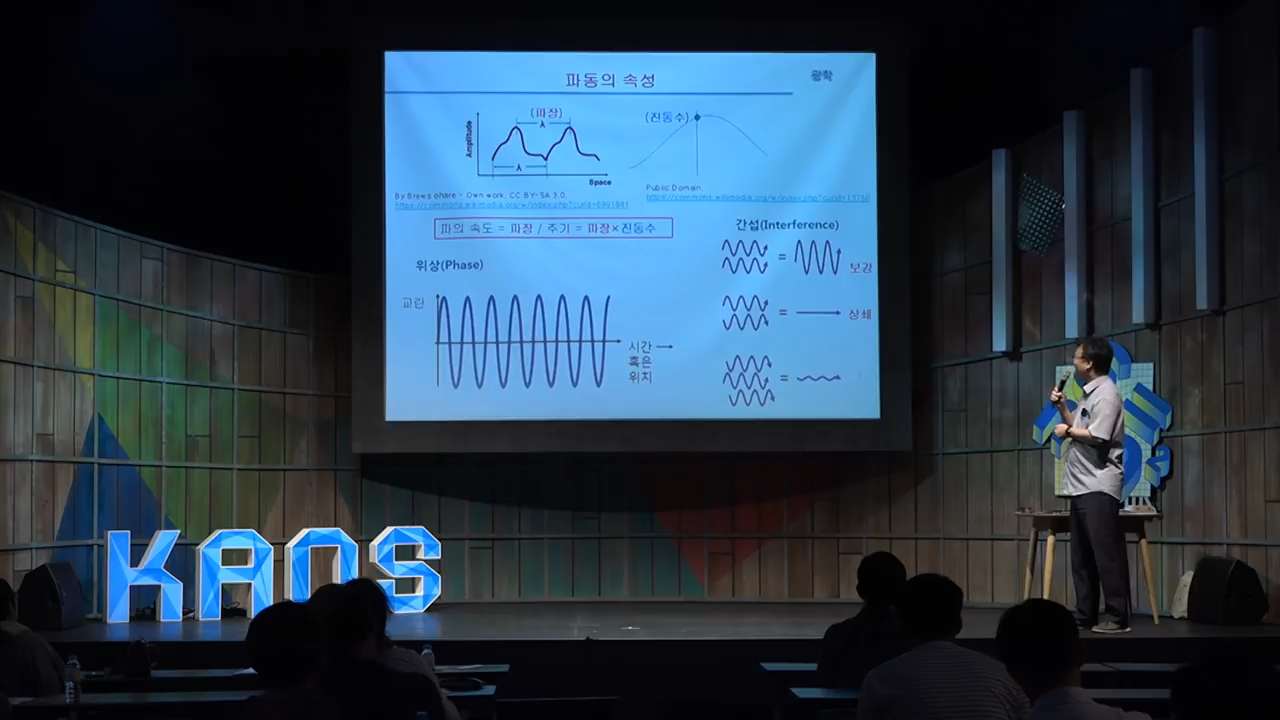 파동의 속성
광학
(파장)
λ
Amplitude
λ
Space
(진동수)
By Brews ohare - Own work, CC BY-SA 3.0,
Public Domain
파의 속도 = 파장 / 주기 = 파장×진동수
위상(Phase)
교란
시간
혹은
위치
간섭(Interference)
= 보강
= 상쇄
=
KAOS